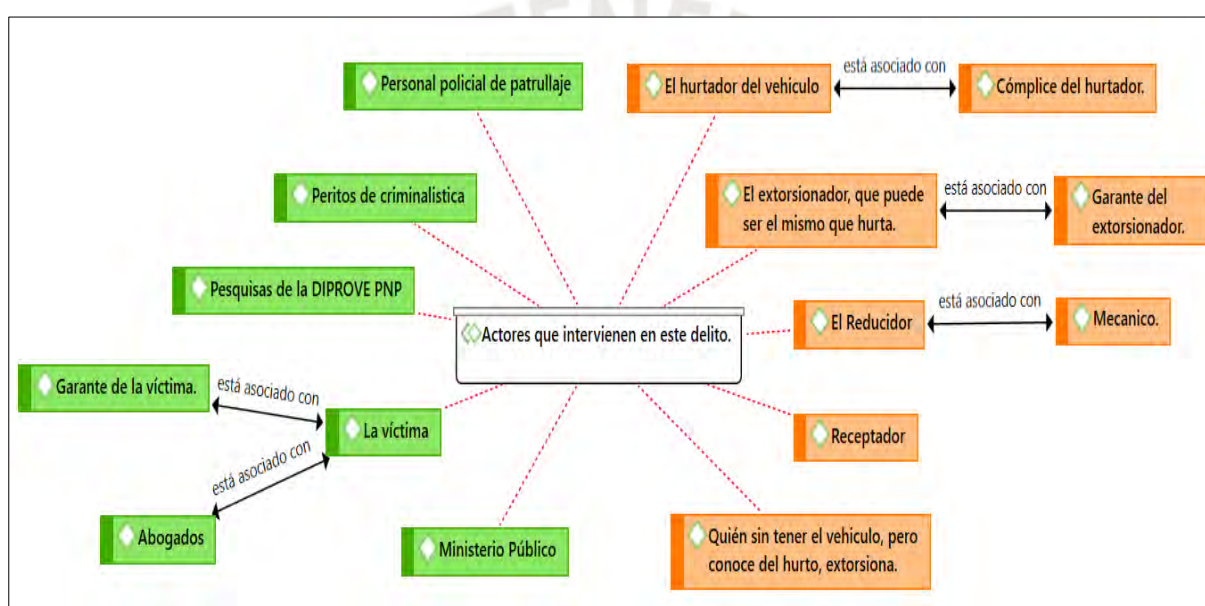 TENEB
Personal policial de patrullaje
El hurtador del vehiculo
está asociado con
Cómplice del hurtador.
Peritos de criminalística
El extorsionador, que puede
ser el mismo que hurta.
está asociado con
Garante del
extorsionador.
Pesquisas de la DIPROVE PNP
Actores que intervienen en este delito.
El Reducidor
está asociado con
Mecanico.
Garante de la víctima.
está asociado con
La víctima
está asociado con
Abogados
Receptador
Ministerio Público
Quién sin tener el vehiculo, pero
conoce del hurto, extorsiona.